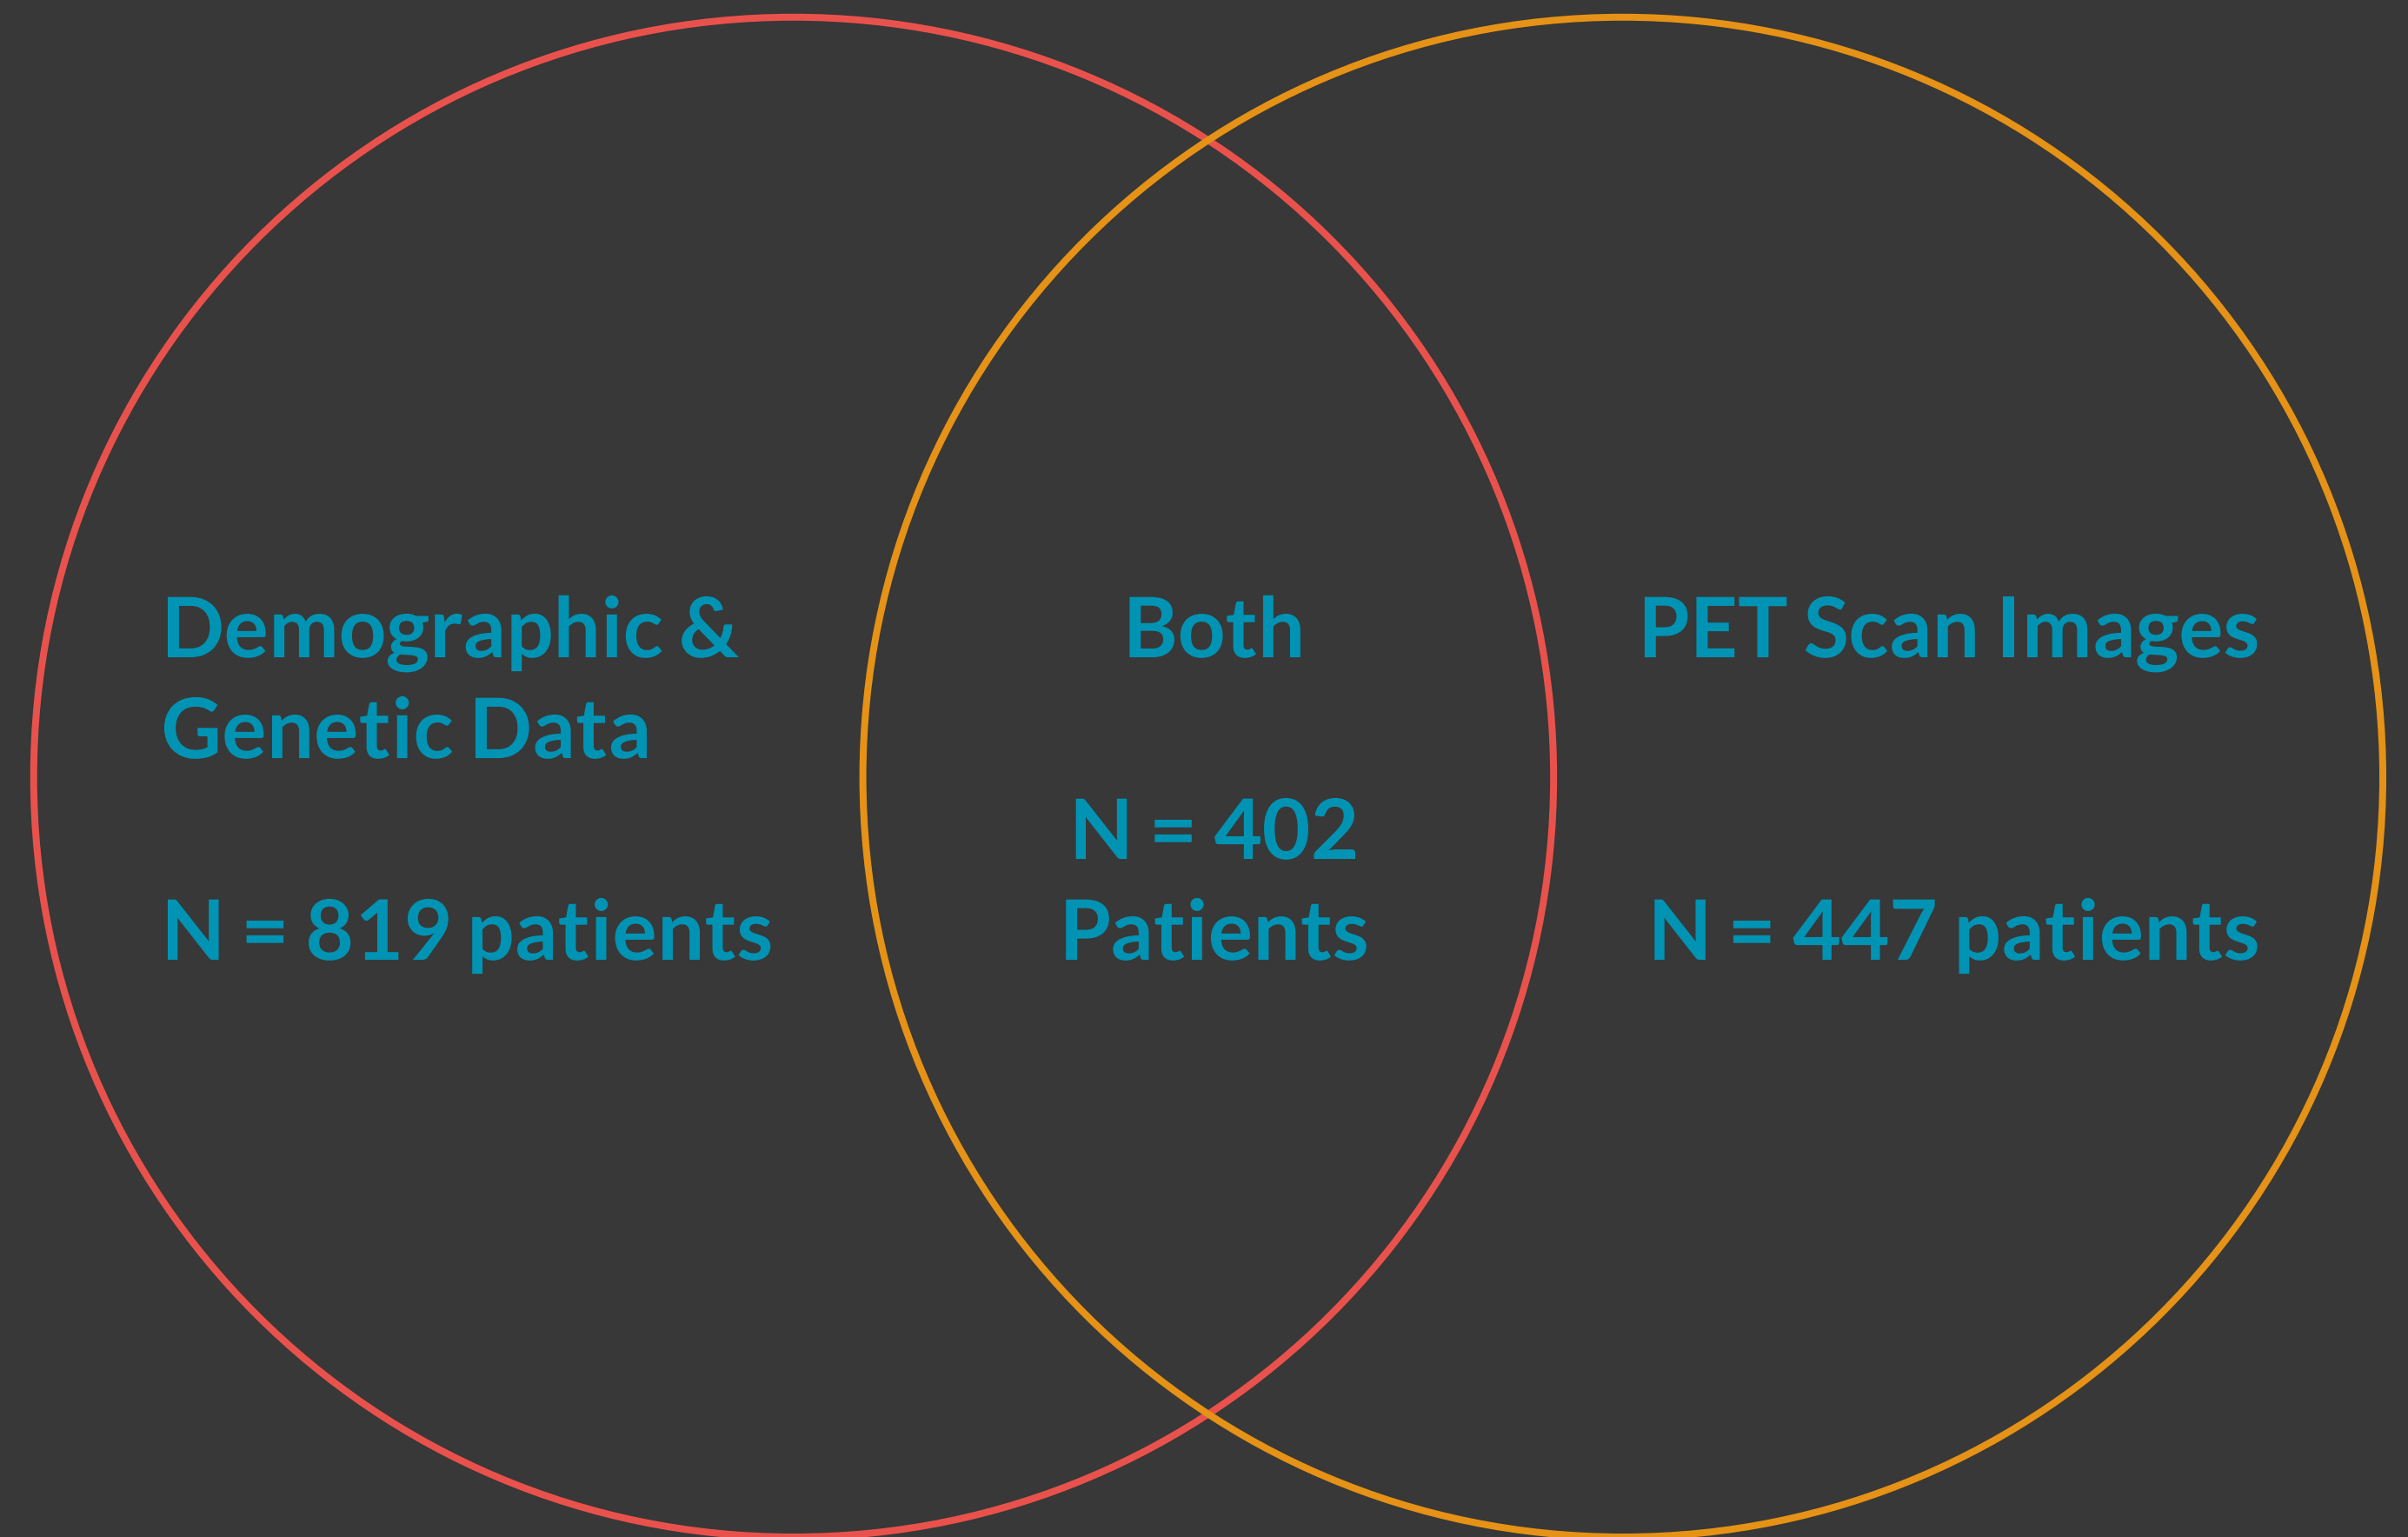 Demographic &
Genetic Data
N = 819 patients
Both
N = 402
Patients
PET Scan Images
N = 447 patients